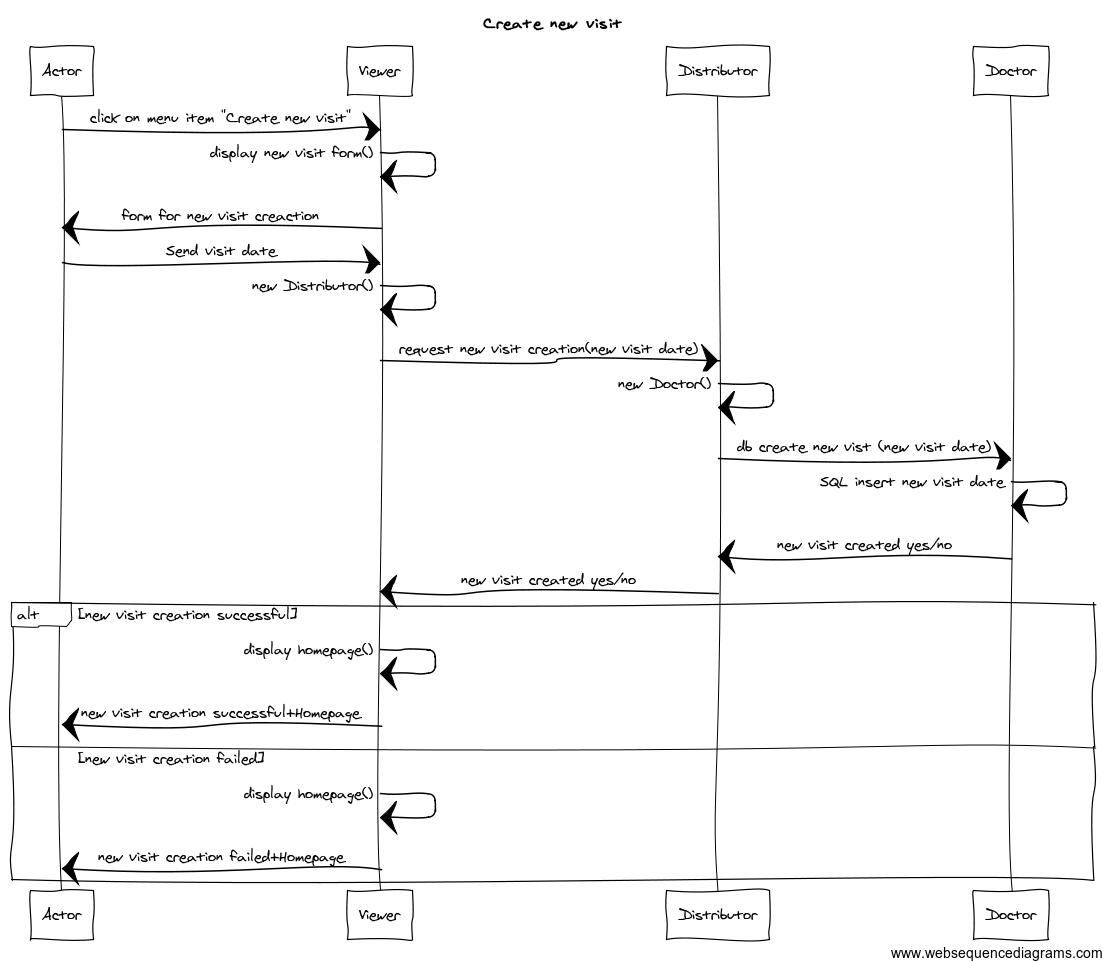 Create new visit
Actor
Viewer
Distributor
Doctor
click on menu item "Create new visit"
display new visit form()
form for new visit creaction
Send visit date
new Distributor()
request new visit creation(new visit date)
new Doctor()
db create new vist (new visit date)
SQL insert new visit date
new visit created yes/no
new visit created yes/no
alt
[new visit creation successful]
display homepage()
new visit creation successful+Homepage
[new visit creation failed]
display homepage()
new visit creation failed+Homepage
Actor
Viewer
Distributor
Doctor
www.websequencediagrams.com